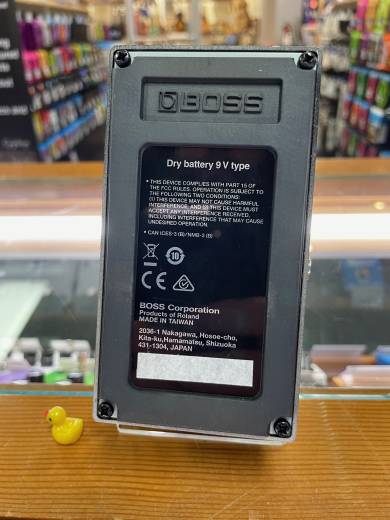 BOSS
Dry battery 9 V type
• THIS DEVICE COMPLIES WITH PART 15 OF
THE FCC RULES. OPERATION IS SUBJECT TO
THE FOLLOWING TWO CONDITIONS:
(1) THIS DEVICE MAY NOT CAUSE HARMFUL
INTERFERENCE, AND (2) THIS DEVICE MUST
ACCEPT ANY INTERFERENCE RECEIVED,
INCLUDING INTERFERENCE THAT MAY CAUSE
UNDESIRED OPERATION.
• CAN ICES-3 (B)/NMB-3 (B)
10
CE
BOSS Corporation
Products of Roland
MADE IN TAIWAN
2036-1 Nakagawa, Hosoe-cho,
Kita-ku,Hamamatsu, Shizuoka
431-1304, JAPAN